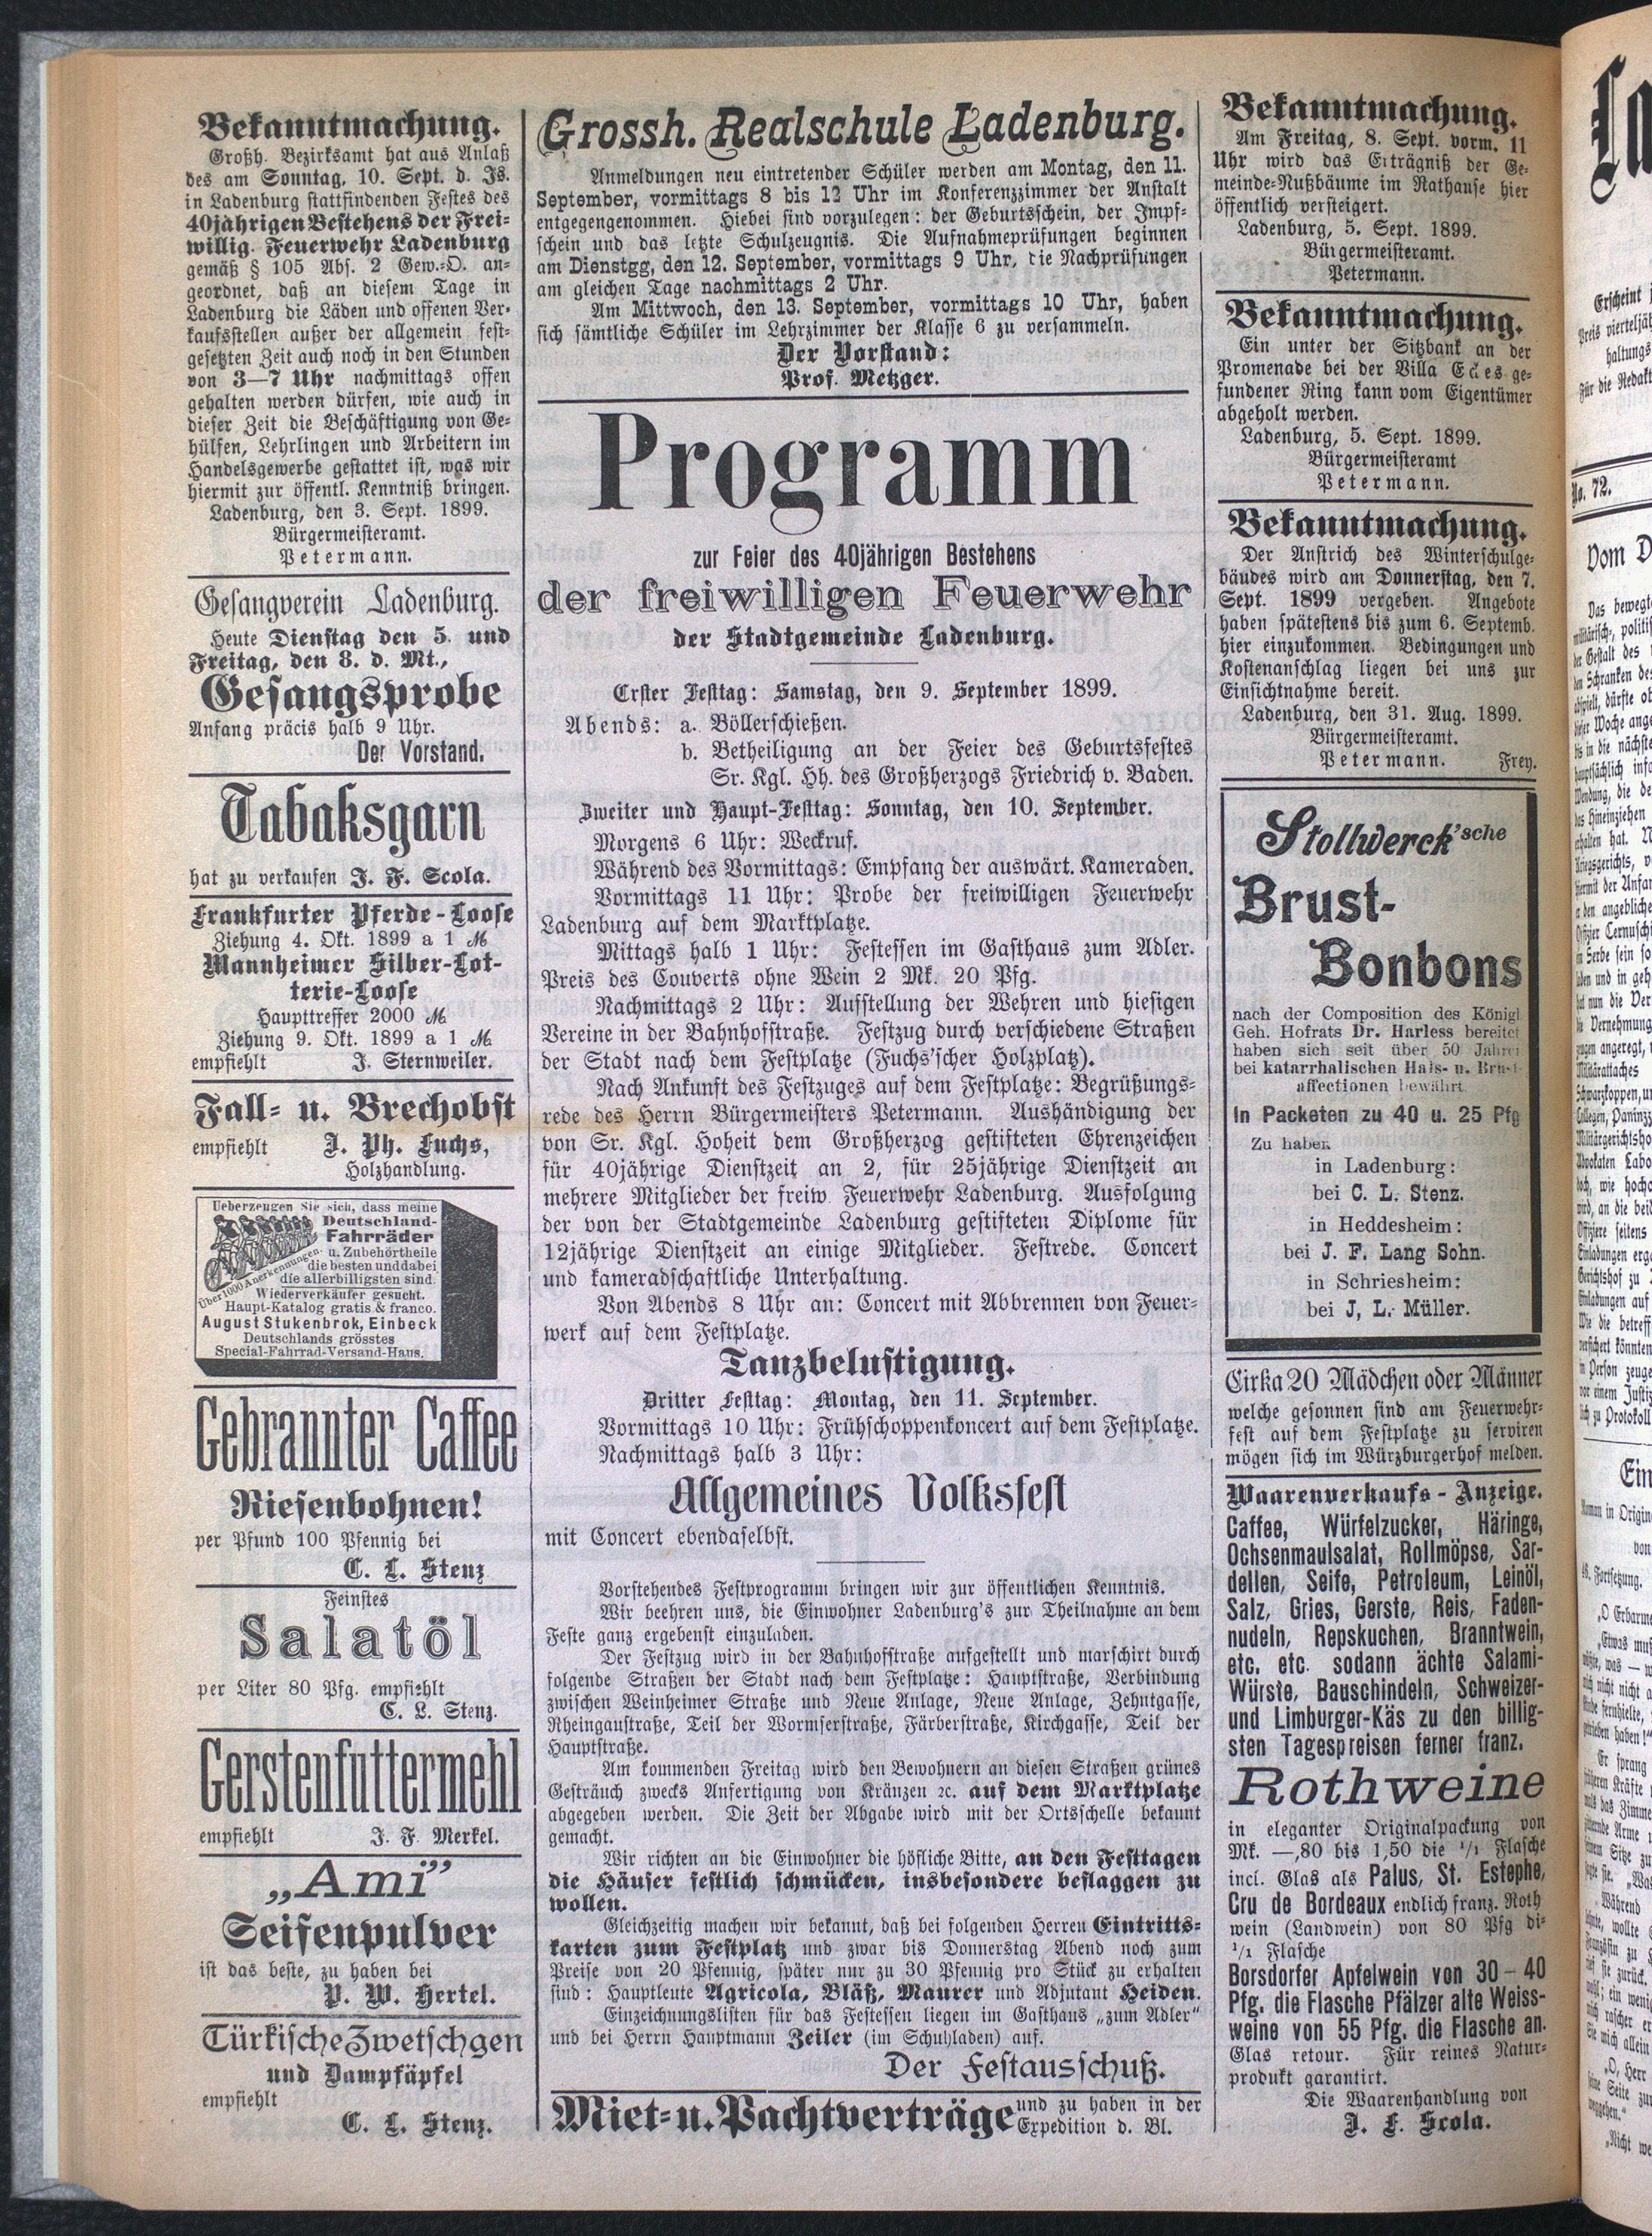 Bekanntmachung.
Großh. Bezirksamt hat aus Anlaß
des am Sonntag, 10. Sept. d. Js.
in Ladenburg stattfindenden Festes des
40jährigen Bestehens der Frei-
willig. Feuerwehr Ladenburg
gemäß § 105 Abs. 2 Gew.-O. an-
geordnet, daß an diesem Tage in
Ladenburg die Läden und offenen Ver-
kaufsstellen außer der allgemein fest-
gesetzten Zeit auch noch in den Stunden
von 3—7 Uhr nachmittags offen
gehalten werden dürfen, wie auch in
dieser Zeit die Beschäftigung von Ge-
hülfen, Lehrlingen und Arbeitern im
Handelsgewerbe gestattet ist, was wir
hiermit zur öffentl. Kenntniß bringen.
Ladenburg, den 3. Sept. 1899.
Bürgermeisteramt.
Petermann.
Gesangverein Ladenburg.
Heute Dienstag den 5. und
Freitag, den 8. d. Mt.,
Gesangsprobe
Anfang präcis halb 9 Uhr.
Der Vorstand.
Tabaksgarn
hat zu verkaufen J. F. Scola.
Frankfurter Pferde-Loose
Ziehung 4. Okt. 1899 a 1 M
Mannheimer Silber-Lot-
terie-Loose
Haupttreffer 2000 M.
Ziehung 9. Okt. 1899 a 1 M.
empfiehlt J. Sternweiler.
Fall- u. Brechobst
empfiehlt J. Ph. Fuchs,
Holzhandlung.
Ueberzeugen Sie sich, dass meine
Deutschland-
Fahrräder
u. Zubehörtheile
die besten und dabei
die allerbilligsten sind.
Über 1000 Anerkennungen.
Wiederverkäufer gesucht.
Haupt-Katalog gratis & franco.
August Stukenbrok, Einbeck
Deutschlands grösstes
Special-Fahrrad-Versand-Haus.
Gebrannter Caffee
Riesenbohnen!
per Pfund 100 Pfennig bei
C. L. Stenz
Feinstes
Salatöl
per Liter 80 Pfg. empfiehlt
C. L. Stenz.
Gerstenfuttermehl
empfiehlt J. F. Merkel.
„Ami”
Seifenpulver
ist das beste, zu haben bei
P. W. Hertel.
Türkische Zwetschgen
und Dampfäpfel
empfiehlt
C. L. Stenz.
Grossh. Realschule Ladenburg.
Anmeldungen neu eintretender Schüler werden am Montag, den 11.
September, vormittags 8 bis 12 Uhr im Konferenzzimmer der Anstalt
entgegengenommen. Hiebei sind vorzulegen: der Geburtsschein, der Impf-
schein und das letzte Schulzeugnis. Die Aufnahmeprüfungen beginnen
am Dienstgg, den 12. September, vormittags 9 Uhr, die Nachprüfungen
am gleichen Tage nachmittags 2 Uhr.
Am Mittwoch, den 13. September, vormittags 10 Uhr, haben
sich sämtliche Schüler im Lehrzimmer der Klasse 6 zu versammeln.
Der Vorstand:
Prof. Metzger.
Programm
zur Feier des 40jährigen Bestehens
der freiwilligen Feuerwehr
der Stadtgemeinde Ladenburg.
Erster Festtag: Samstag, den 9. September 1899.
Abends: a. Böllerschießen.
b. Betheiligung an der Feier des Geburtsfestes
Sr. Kgl. Hh. des Großherzogs Friedrich v. Baden.
Zweiter und Haupt-Festtag: Sonntag, den 10. September.
Morgens 6 Uhr: Weckruf.
Während des Vormittags: Empfang der auswärt. Kameraden.
Vormittags 11 Uhr: Probe der freiwilligen Feuerwehr
Ladenburg auf dem Marktplatze.
Mittags halb 1 Uhr: Festessen im Gasthaus zum Adler.
Preis des Couverts ohne Wein 2 Mk. 20 Pfg.
Nachmittags 2 Uhr: Aufstellung der Wehren und hiesigen
Vereine in der Bahnhofstraße. Festzug durch verschiedene Straßen
der Stadt nach dem Festplatze (Fuchs'scher Holzplatz).
Nach Ankunft des Festzuges auf dem Festplatze: Begrüßungs-
rede des Herrn Bürgermeisters Petermann. Aushändigung der
von Sr. Kgl. Hoheit dem Großherzog gestifteten Ehrenzeichen
für 40jährige Dienstzeit an 2, für 25jährige Dienstzeit an
mehrere Mitglieder der freiw. Feuerwehr Ladenburg. Ausfolgung
der von der Stadtgemeinde Ladenburg gestifteten Diplome für
12jährige Dienstzeit an einige Mitglieder. Festrede. Concert
und kameradschaftliche Unterhaltung.
Von Abends 8 Uhr an: Concert mit Abbrennen von Feuer-
werk auf dem Festplatze.
Tanzbelustigung.
Dritter Festtag: Montag, den 11. September.
Vormittags 10 Uhr: Frühschoppenkoncert auf dem Festplatze.
Nachmittags halb 3 Uhr:
Allgemeines Volksfest
mit Concert ebendaselbst.
Vorstehendes Festprogramm bringen wir zur öffentlichen Kenntnis.
Wir beehren uns, die Einwohner Ladenburg's zur Theilnahme an dem
Feste ganz ergebenst einzuladen.
Der Festzug wird in der Bahnhofstraße aufgestellt und marschirt durch
folgende Straßen der Stadt nach dem Festplatze: Hauptstraße, Verbindung
zwischen Weinheimer Straße und Neue Anlage, Neue Anlage, Zehntgasse,
Rheingaustraße, Teil der Wormserstraße, Färberstraße, Kirchgasse, Teil der
Hauptstraße.
Am kommenden Freitag wird den Bewohnern an diesen Straßen grünes
Gesträuch zwecks Anfertigung von Kränzen ꝛc. auf dem Marktplatze
abgegeben werden. Die Zeit der Abgabe wird mit der Ortsschelle bekannt
gemacht.
Wir richten an die Einwohner die höfliche Bitte, an den Festtagen
die Häuser festlich schmücken, insbesondere beflaggen zu
wollen.
Gleichzeitig machen wir bekannt, daß bei folgenden Herren Eintritts-
karten zum Festplatz und zwar bis Donnerstag Abend noch zum
Preise von 20 Pfennig, später nur zu 30 Pfennig pro Stück zu erhalten
sind: Hauptleute Agricola, Bläß, Maurer und Adjutant Heiden.
Einzeichnungslisten für das Festessen liegen im Gasthaus „zum Adler“
und bei Herrn Hauptmann Zeiler (im Schuhladen) auf.
Der Festausschuß.
Miet- u. Pachtverträge und zu haben in der
Expedition d. Bl.
Bekanntmachung.
Am Freitag, 8. Sept. vorm. 11
Uhr wird das Erträgniß der Ge-
meinde-Nußbäume im Rathause hier
öffentlich versteigert.
Ladenburg, 5. Sept. 1899.
Bürgermeisteramt.
Petermann.
Bekanntmachung.
Ein unter der Sitzbank an der
Promenade bei der Villa ge-
fundener Ring kann vom Eigentümer
abgeholt werden.
Ladenburg, 5. Sept. 1899.
Bürgermeisteramt
Petermann.
Bekanntmachung.
Der Anstrich des Winterschulge-
bäudes wird am Donnerstag, den 7.
Sept. 1899 vergeben. Angebote
haben spätestens bis zum 6. Septemb.
hier einzukommen. Bedingungen und
Kostenanschlag liegen bei uns zur
Einsichtnahme bereit.
Ladenburg, den 31. Aug. 1899.
Bürgermeisteramt.
Petermann. Frey.
Stollwerck'sche
Brust-
Bonbons
nach der Composition des Königl.
Geh. Hofrats Dr. Harless bereitet
haben sich seit über 50 Jahren
bei katarrhalischen Hals- u. Brust-
affectionen bewährt
In Packeten zu 40 u. 25 Pfg
Zu haben
in Ladenburg:
bei C. L. Stenz.
in Heddesheim:
bei J. F. Lang Sohn.
in Schriesheim:
bei J, L. Müller.
Cirka 20 Mädchen oder Männer
welche gesonnen sind am Feuerwehr-
fest auf dem Festplatze zu serviren
mögen sich im Würzburgerhof melden.
Waarenverkaufs-Anzeige.
Caffee, Würfelzucker, Häringe,
Ochsenmaulsalat, Rollmöpse, Sar-
dellen, Seife, Petroleum, Leinöl,
Salz, Gries, Gerste, Reis, Faden-
nudeln, Repskuchen, Branntwein,
etc. etc. sodann ächte Salami-
Würste, Bauschindeln, Schweizer-
und Limburger-Käs zu den billig-
sten Tagespreisen ferner franz.
Rothweine
in eleganter Originalpackung von
Mk. —,80 bis 1,50 die 1/1 Flasche
incl. Glas als Palus, St. Estephe,
Cru de Bordeaux endlich franz. Roth
wein (Landwein) von 80 Pfg di-
1/1 Flasche
Borsdorfer Apfelwein von 30–40
Pfg. die Flasche Pfälzer alte Weiss-
weine von 55 Pfg. die Flasche an.
Glas retour. Für reines Natur-
produkt garantirt.
Die Waarenhandlung von
J. F. Scola.
No. 72.